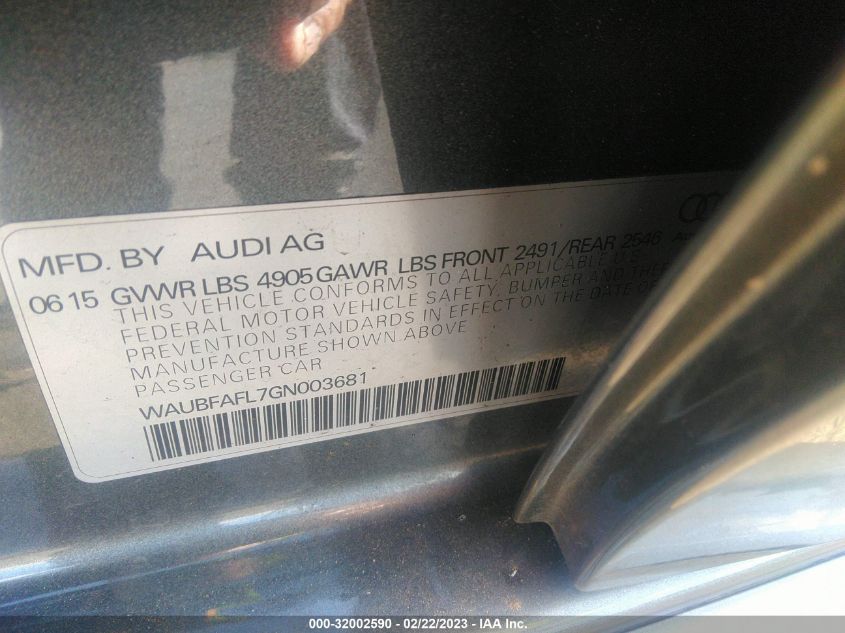 MFD. BY AUDI AG
06 15 GVWR LBS 4905 GAWR LBS FRONT 2491/REAR 2546
THIS VEHICLE CONFORMS TO ALL APPLICABLE U.S.
FEDERAL MOTOR VEHICLE SAFETY, BUMPER AND THEFT
PREVENTION STANDARDS IN EFFECT ON THE DATE OF
MANUFACTURE SHOWN ABOVE
PASSENGER CAR
WAUBFAFL7GN003681
000-32002590 - 02/22/2023 - IAA Inc.